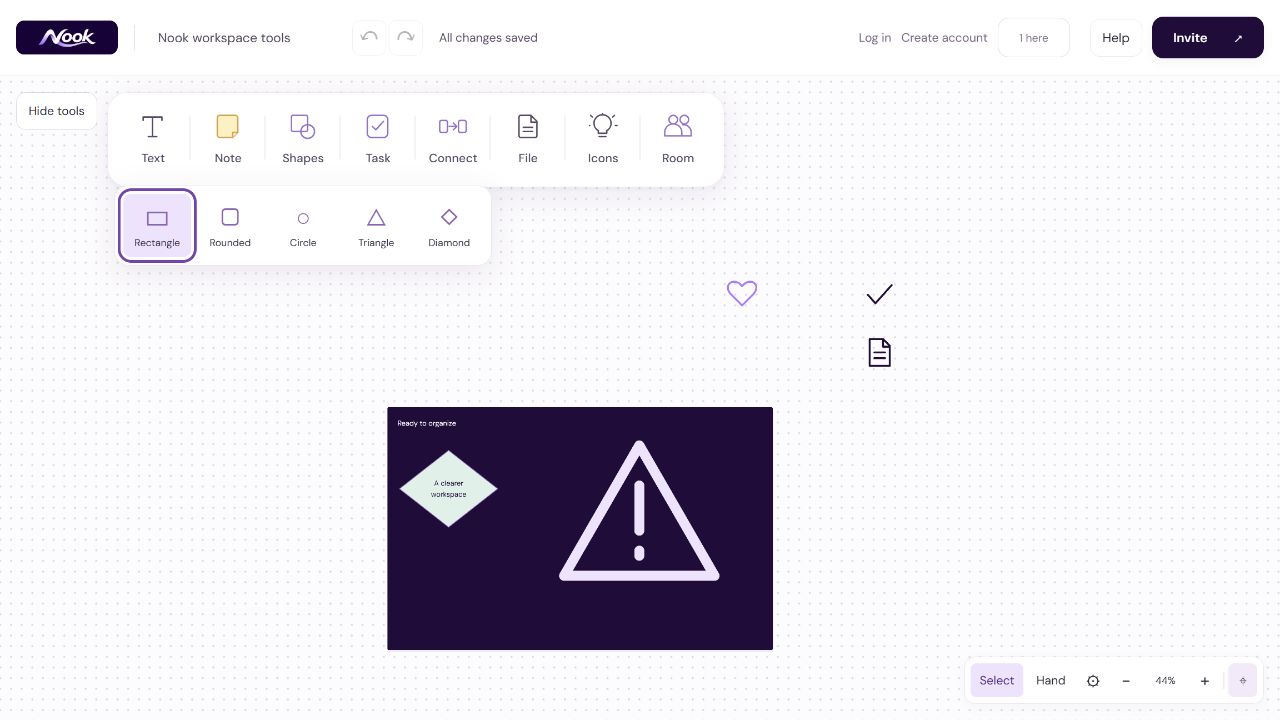 Nook
Nook workspace tools
All changes saved
Log in
Create account
1 here
Help
Invite ↗
Hide tools
Text
Note
Shapes
Task
Connect
File
Icons
Room
Rectangle
Rounded
Circle
Triangle
Diamond
Ready to organize
A clearer
workspace
Select
Hand
− 44% +